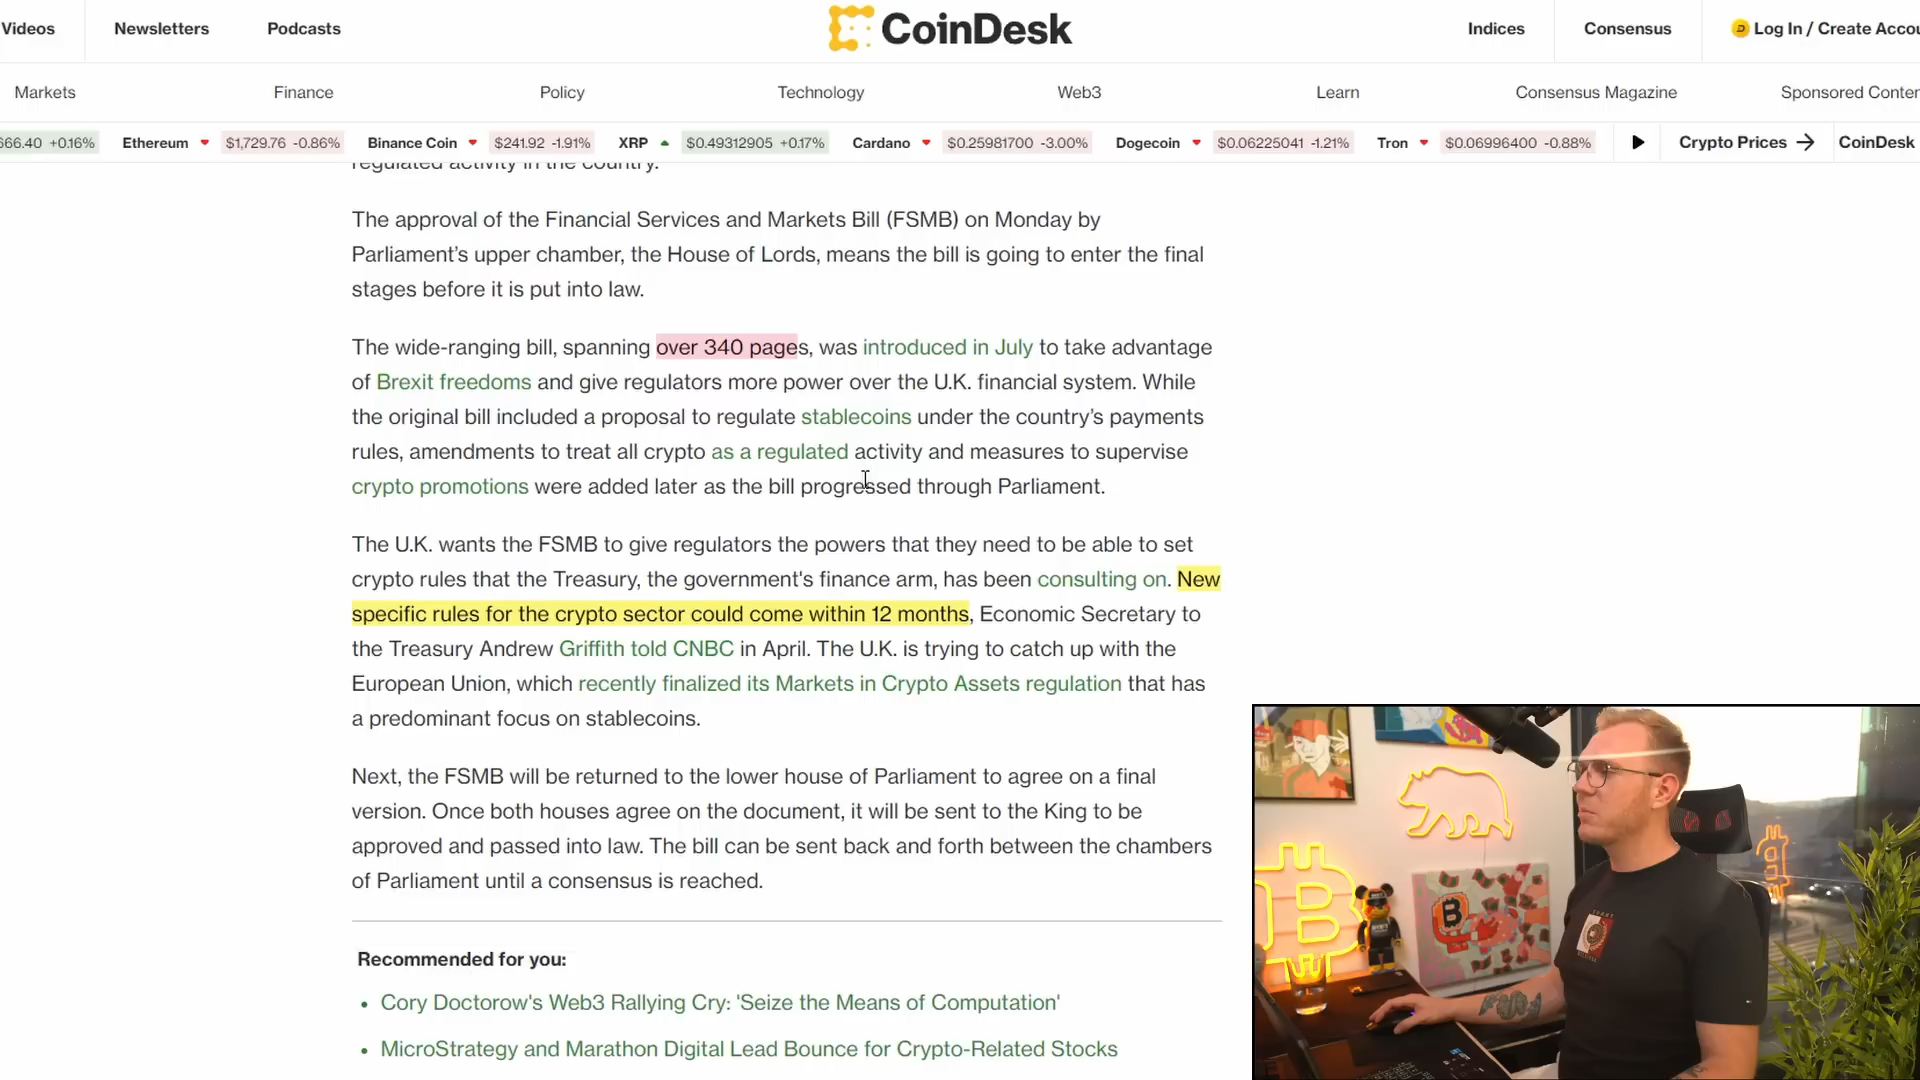 Videos
Newsletters
Podcasts
CoinDesk
Indices
Consensus
Log In / Create Accou
Markets
Finance
Policy
Technology
Web3
Learn
Consensus Magazine
Sponsored Conten
666.40 +0.16%
Ethereum $1,729.76 -0.86%
Binance Coin $241.92 -1.91%
XRP $0.49312905 +0.17%
Cardano $0.25981700 -3.00%
Dogecoin $0.06225041 -1.21%
Tron $0.06996400 -0.88%
Crypto Prices
CoinDesk
regulated activity in the country.
The approval of the Financial Services and Markets Bill (FSMB) on Monday by
Parliament’s upper chamber, the House of Lords, means the bill is going to enter the final
stages before it is put into law.
The wide-ranging bill, spanning over 340 pages, was introduced in July to take advantage
of Brexit freedoms and give regulators more power over the U.K. financial system. While
the original bill included a proposal to regulate stablecoins under the country’s payments
rules, amendments to treat all crypto as a regulated activity and measures to supervise
crypto promotions were added later as the bill progressed through Parliament.
The U.K. wants the FSMB to give regulators the powers that they need to be able to set
crypto rules that the Treasury, the government's finance arm, has been consulting on. New
specific rules for the crypto sector could come within 12 months, Economic Secretary to
the Treasury Andrew Griffith told CNBC in April. The U.K. is trying to catch up with the
European Union, which recently finalized its Markets in Crypto Assets regulation that has
a predominant focus on stablecoins.
Next, the FSMB will be returned to the lower house of Parliament to agree on a final
version. Once both houses agree on the document, it will be sent to the King to be
approved and passed into law. The bill can be sent back and forth between the chambers
of Parliament until a consensus is reached.
Recommended for you:
• Cory Doctorow's Web3 Rallying Cry: 'Seize the Means of Computation'
• MicroStrategy and Marathon Digital Lead Bounce for Crypto-Related Stocks